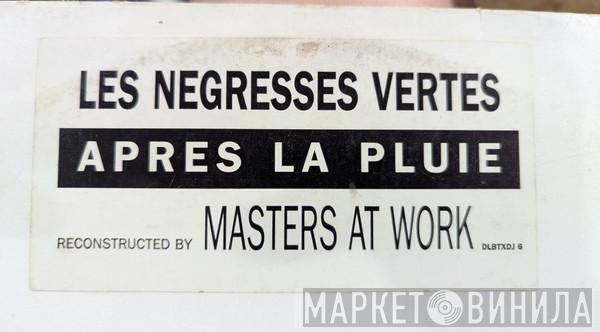 LES NEGRESSES VERTES
APRES LA PLUIE
RECONSTRUCTED BY MASTERS AT WORK DLBTXDJ 6
МАРКЕТ ВИНИЛА